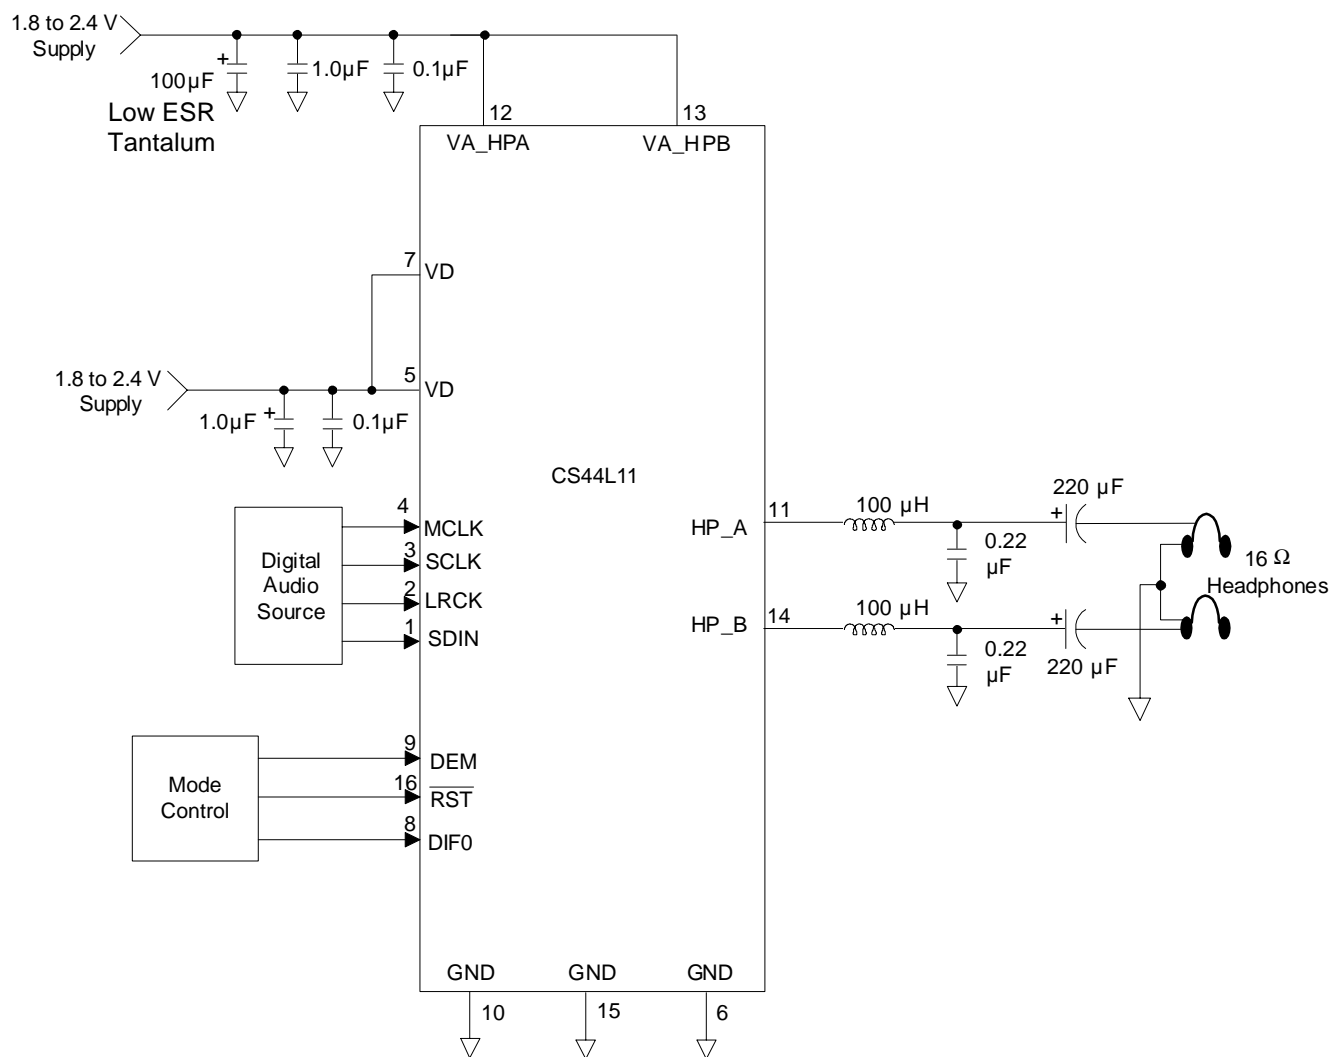 1.8 to 2.4 V
Supply
+
100µF
1.0µF
0.1µF
Low ESR
Tantalum
12
13
VA_HPA
VA_HPB
7
VD
1.8 to 2.4 V
Supply
5
VD
1.0µF
+
0.1µF
CS44L11
Digital
Audio
Source
4
MCLK
3
SCLK
2
LRCK
1
SDIN
HP_A
11
100 µH
0.22
µF
220 µF
+
16 Ω
Headphones
HP_B
14
100 µH
0.22
µF
+
220 µF
Mode
Control
9
DEM
16
RST
8
DIF0
GND
GND
GND
10
15
6